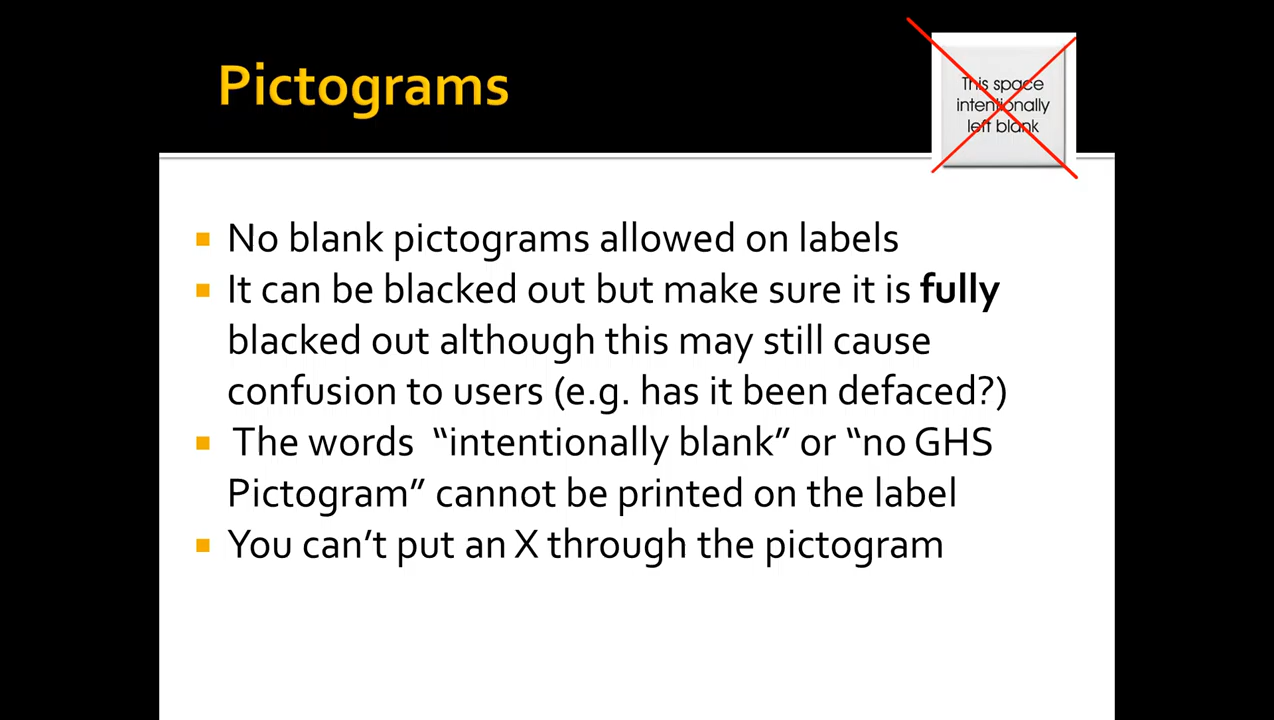 Pictograms
This space
intentionally
left blank
No blank pictograms allowed on labels
It can be blacked out but make sure it is fully
blacked out although this may still cause
confusion to users (e.g. has it been defaced?)
The words “intentionally blank” or “no GHS
Pictogram” cannot be printed on the label
You can’t put an X through the pictogram